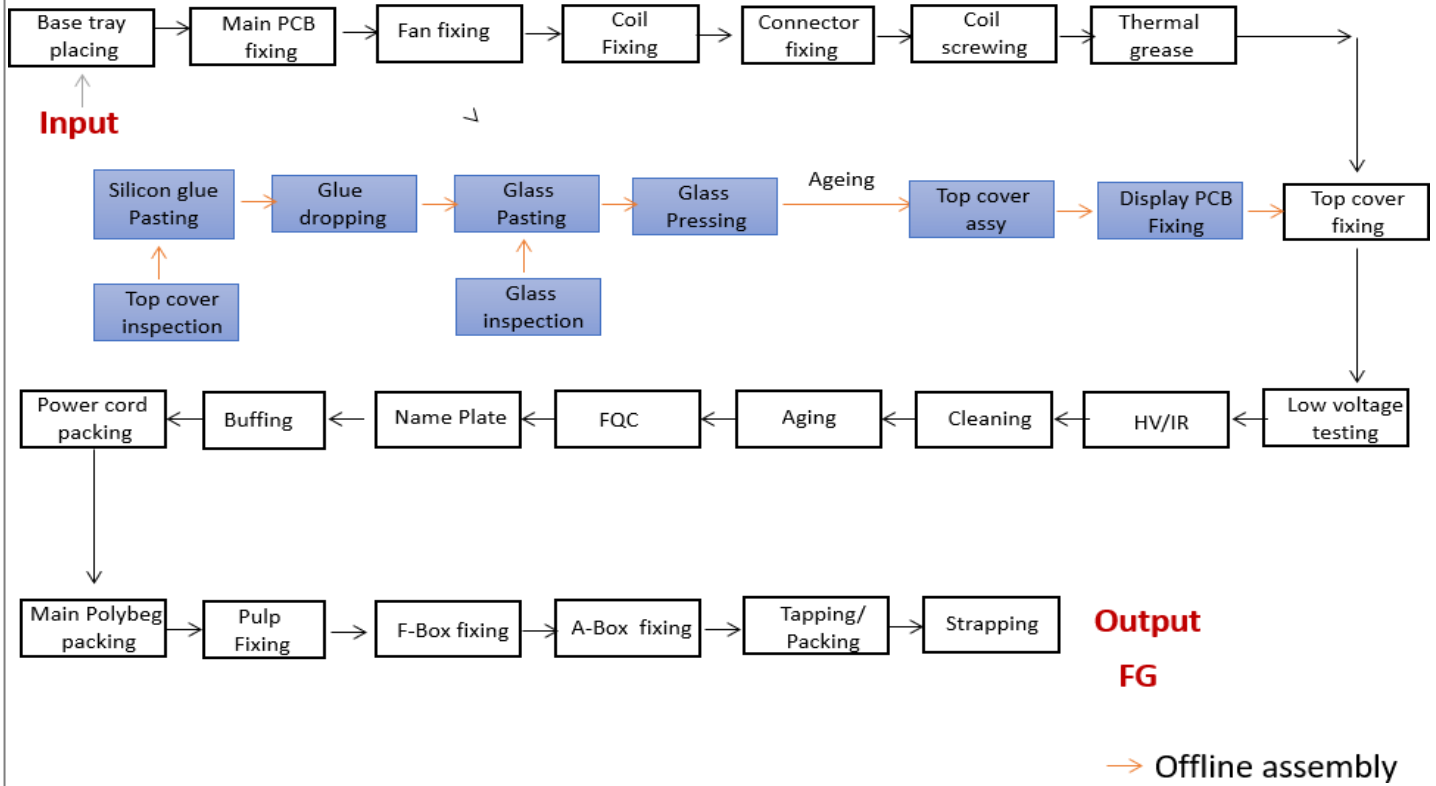 Base tray
placing
Main PCB
fixing
Fan fixing
Coil
Fixing
Connector
fixing
Coil
screwing
Thermal
grease
Input
Silicon glue
Pasting
Glue
dropping
Glass
Pasting
Glass
Pressing
Ageing
Top cover
assy
Display PCB
Fixing
Top cover
fixing
Top cover
inspection
Glass
inspection
Power cord
packing
Buffing
Name Plate
FQC
Aging
Cleaning
HV/IR
Low voltage
testing
Main Polybeg
packing
Pulp
Fixing
F-Box fixing
A-Box fixing
Tapping/
Packing
Strapping
Output
FG
Offline assembly